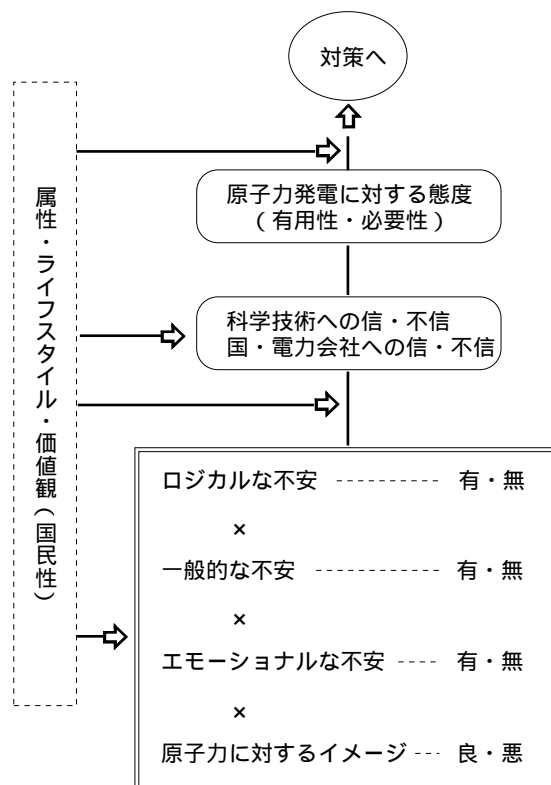 対策へ
原子力発電に対する態度
（有用性・必要性）
科学技術への信・不信
国・電力会社への信・不信
属性・ライフスタイル・価値観（国民性）
ロジカルな不安 ---------- 有・無
×
一般的な不安 ----------- 有・無
×
エモーショナルな不安 ---- 有・無
×
原子力に対するイメージ --- 良・悪